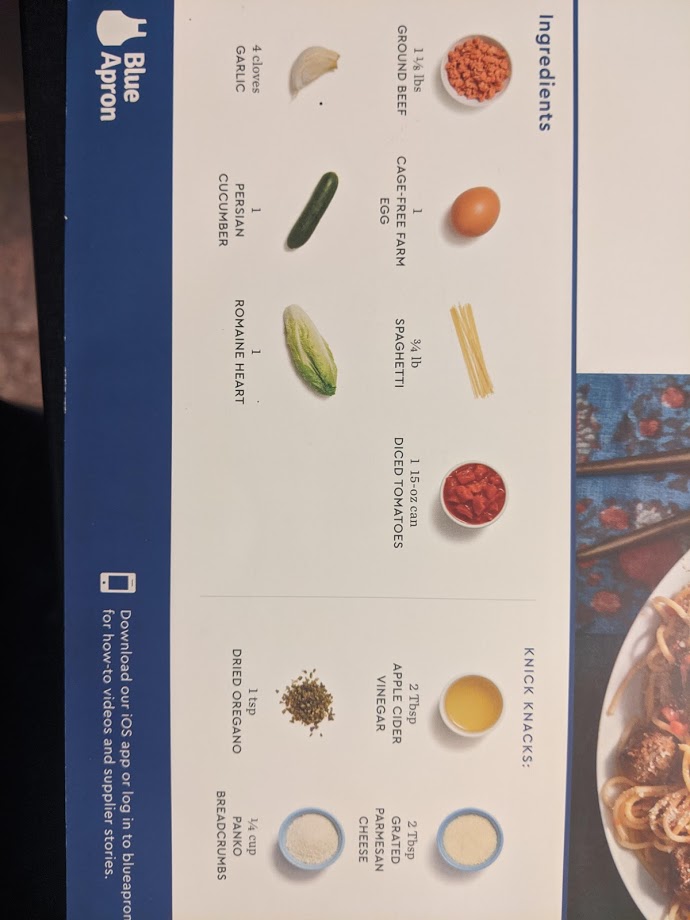 Ingredients
1 1/8 lbs
GROUND BEEF
1
CAGE-FREE FARM
EGG
3/4 lb
SPAGHETTI
1 15-oz can
DICED TOMATOES
4 cloves
GARLIC
1
PERSIAN
CUCUMBER
1
ROMAINE HEART
KNICK KNACKS:
2 Tbsp
APPLE CIDER
VINEGAR
2 Tbsp
GRATED
PARMESAN
CHEESE
1 tsp
DRIED OREGANO
1/4 cup
PANKO
BREADCRUMBS
Blue
Apron
Download our iOS app or log in to blueapron
for how-to videos and supplier stories.